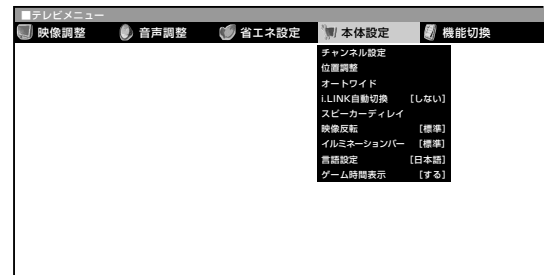 ■テレビメニュー
映像調整 音声調整 省エネ設定 本体設定 機能切換
チャンネル設定
位置調整
オートワイド
i.LINK自動切換 [しない]
スピーカーディレイ
映像反転 [標準]
イルミネーションバー [標準]
言語設定 [日本語]
ゲーム時間表示 [する]